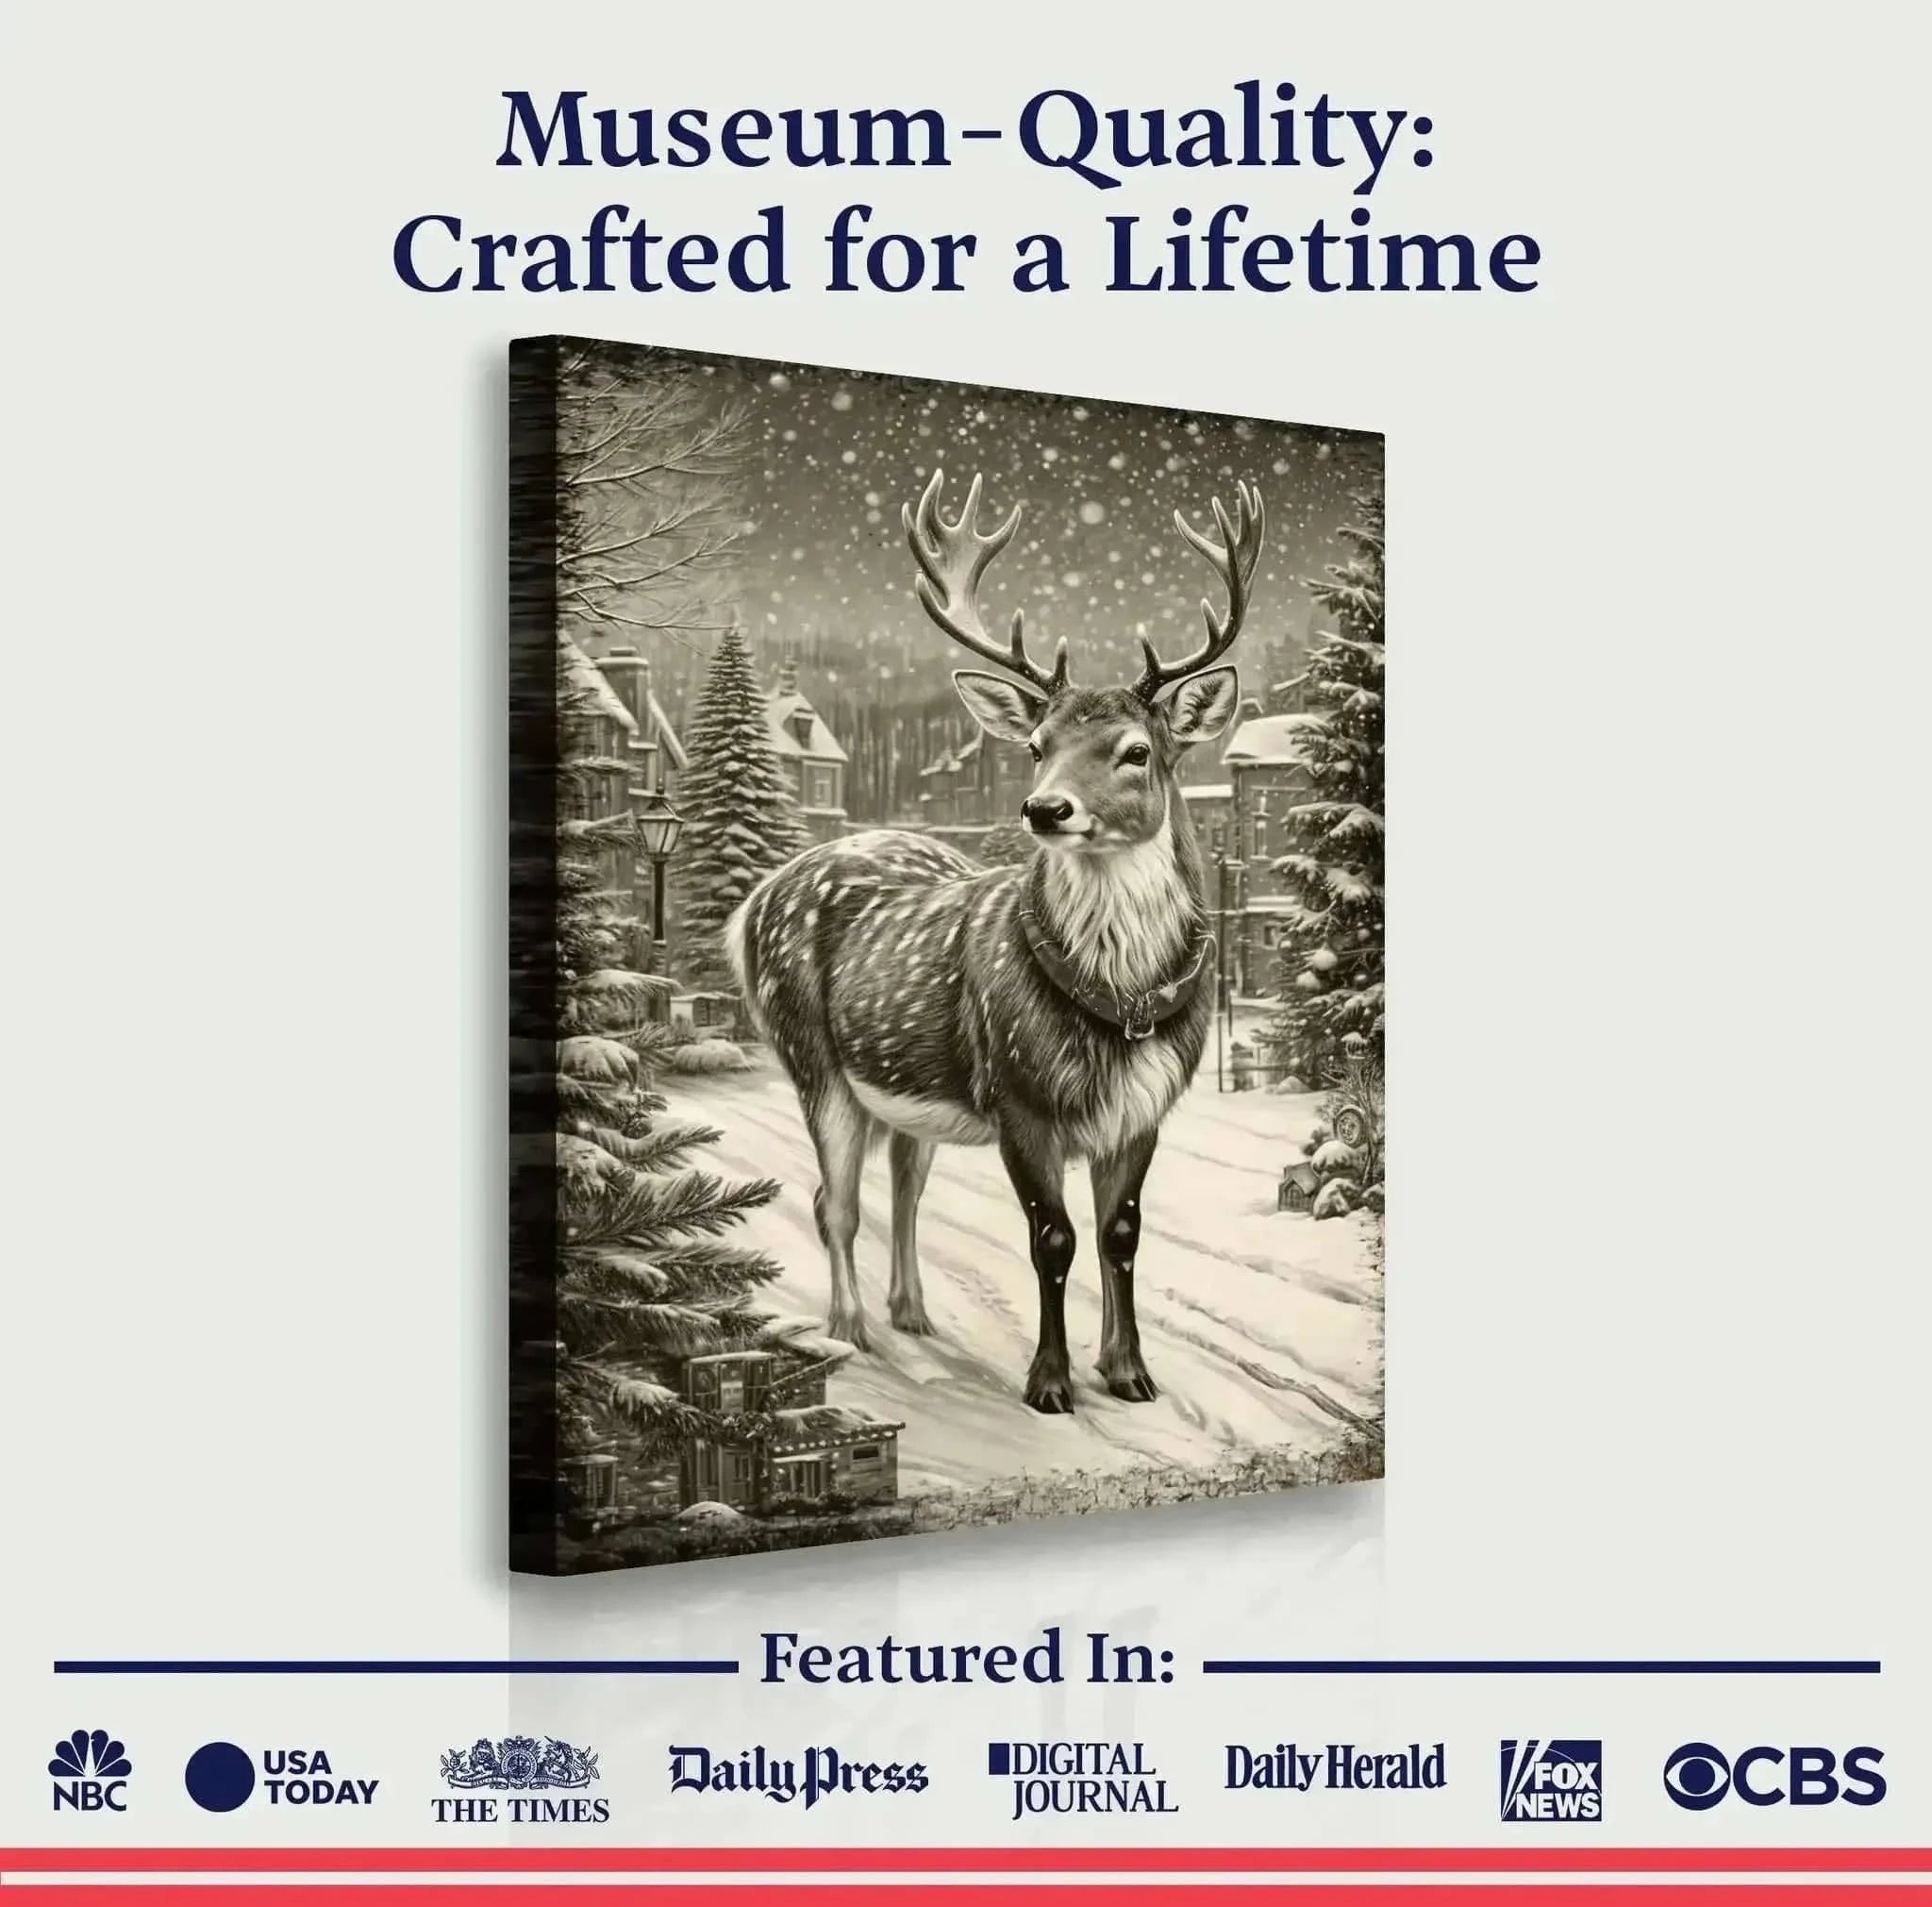 Museum-Quality:
Crafted for a Lifetime
Featured In:
NBC
USA
TODAY
THE TIMES
Daily Press
DIGITAL
JOURNAL
Daily Herald
FOX
NEWS
CBS